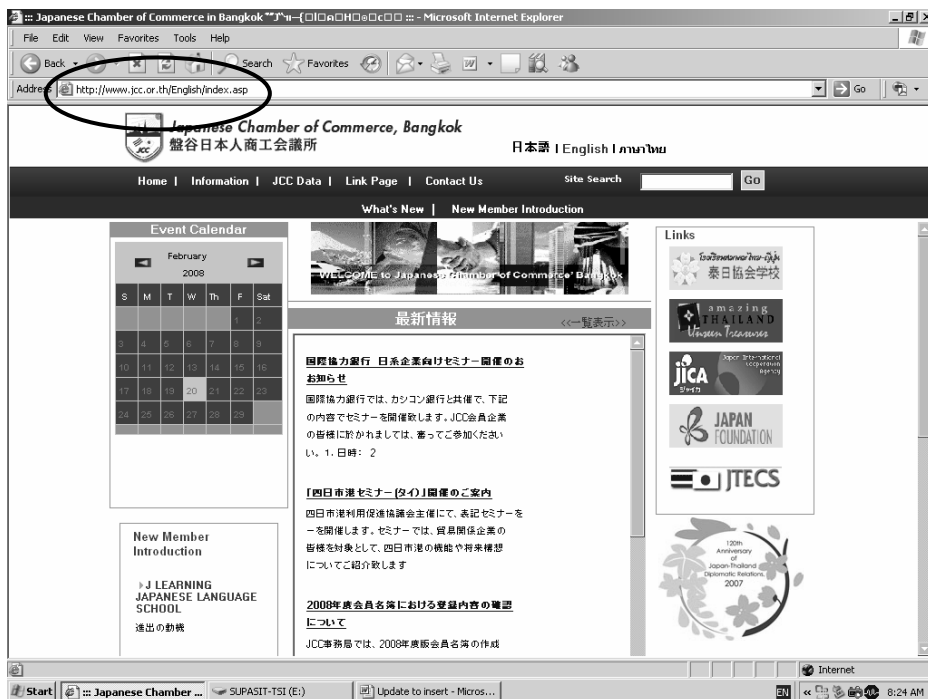 ::: Japanese Chamber of Commerce in Bangkok ::: - Microsoft Internet Explorer
File Edit View Favorites Tools Help
Back Search Favorites
Address http://www.jcc.or.th/English/index.asp Go
JCC
Japanese Chamber of Commerce, Bangkok
盤谷日本人商工会議所
日本語 | English | ภาษาไทย
Home | Information | JCC Data | Link Page | Contact Us Site Search Go
What's New | New Member Introduction
Event Calendar
February
2008
S M T W Th F Sat
1 2
3 4 5 6 7 8 9
10 11 12 13 14 15 16
17 18 19 20 21 22 23
24 25 26 27 28 29
New Member
Introduction
J LEARNING
JAPANESE LANGUAGE
SCHOOL
進出の動機
WELCOME to Japanese Chamber of Commerce' Bangkok
最新情報 <<一覧表示>>
国際協力銀行 日系企業向けセミナー開催のお
お知らせ
国際協力銀行では、カシコン銀行と共催で、下記
の内容でセミナーを開催致します。JCC会員企業
の皆様に於かれましては、奮ってご参加くださ
い。1. 日時: 2
「四日市港セミナー(タイ)」開催のご案内
四日市港利用促進協議会主催にて、表記セミナーを
ーを開催します。セミナーでは、貿易関係企業の
皆様を対象として、四日市港の機能や将来構想
についてご紹介致します
2008年度会員名簿における登録内容の確認
について
JCC事務局では、2008年度版会員名簿の作成
Links
泰日協会学校
amazing
THAILAND
Unseen Treasures
JICA
ジャイカ
Japan International
Cooperation
Agency
JAPAN
FOUNDATION
JTECS
120th
Anniversary
of
Japan-Thailand
Diplomatic Relations
2007
Internet
Start ::: Japanese Chamber ... SUPASIT-TSI (E:) Update to insert - Micros... EN « 8:24 AM